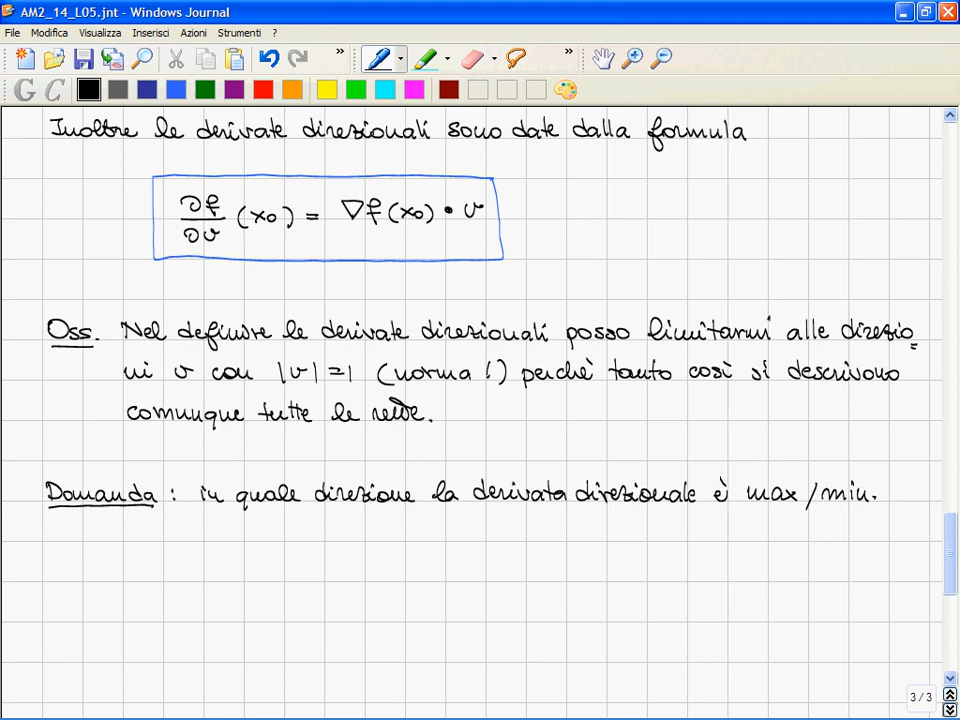 AM2_14_L05.jnt - Windows Journal
File Modifica Visualizza Inserisci Azioni Strumenti ?
G C
Inoltre le derivate direzionali sono date dalla formula
∂f/∂v (x0) = ∇f(x0) • v
Oss. Nel definire le derivate direzionali posso limitarmi alle direzio=
ni v con |v|=1 (norma 1) perchè tanto così si descrivono
comunque tutte le rette.
Domanda: in quale direzione la derivata direzionale è max/min.
3 / 3